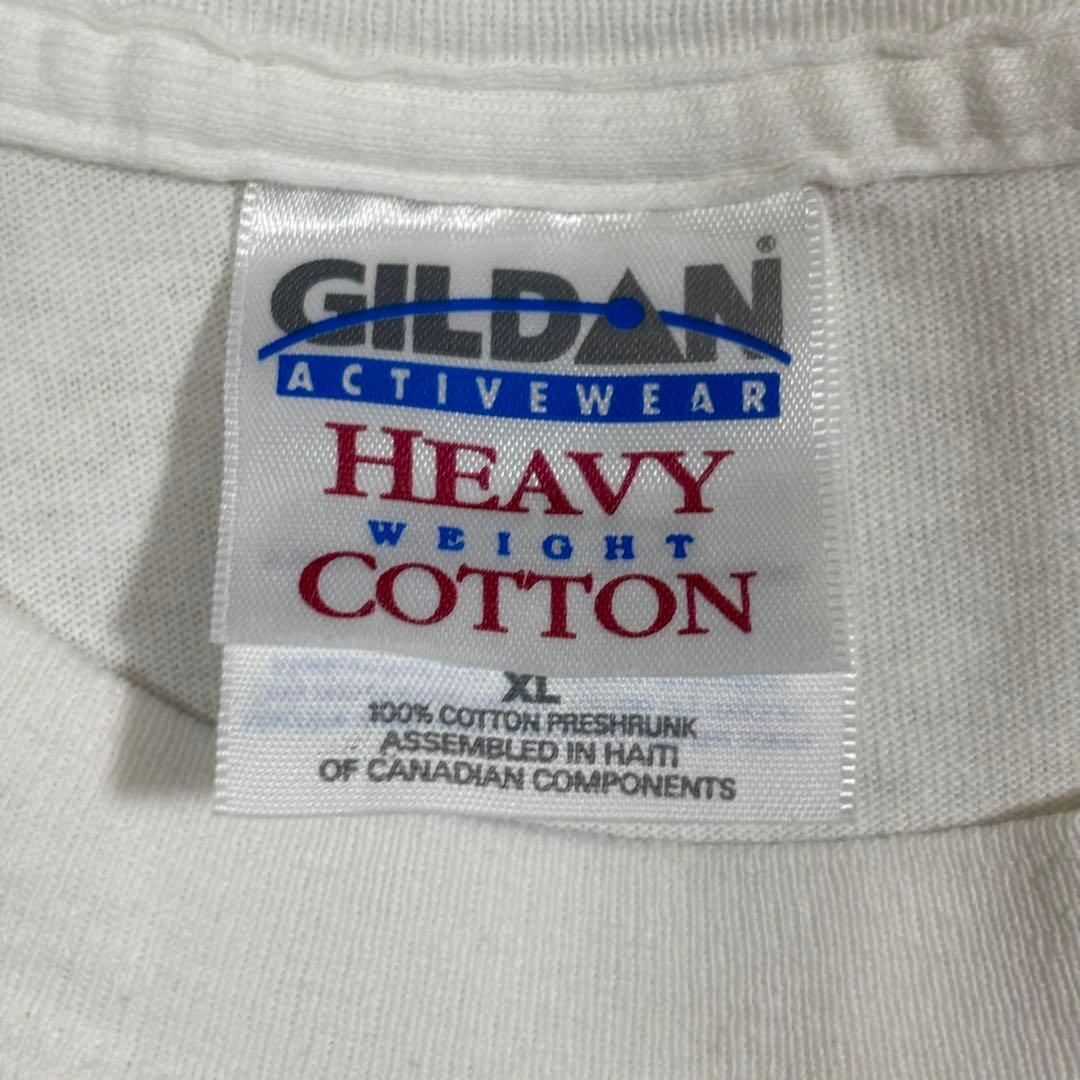 GILDAN®
ACTIVEWEAR
HEAVY
WEIGHT
COTTON
XL
100% COTTON PRESHRUNK
ASSEMBLED IN HAITI
OF CANADIAN COMPONENTS